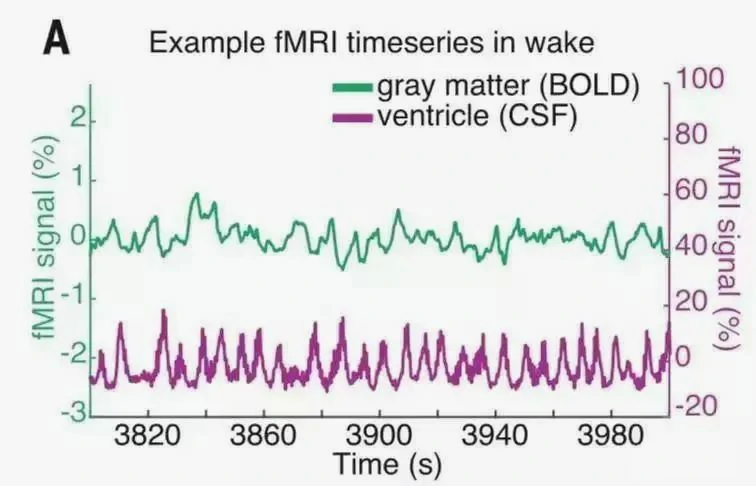 A
Example fMRI timeseries in wake
gray matter (BOLD)
ventricle (CSF)
fMRI signal (%)
2
1
0
-1
-2
-3
100
80
60
40
20
0
-20
fMRI signal (%)
3820 3860 3900 3940 3980
Time (s)